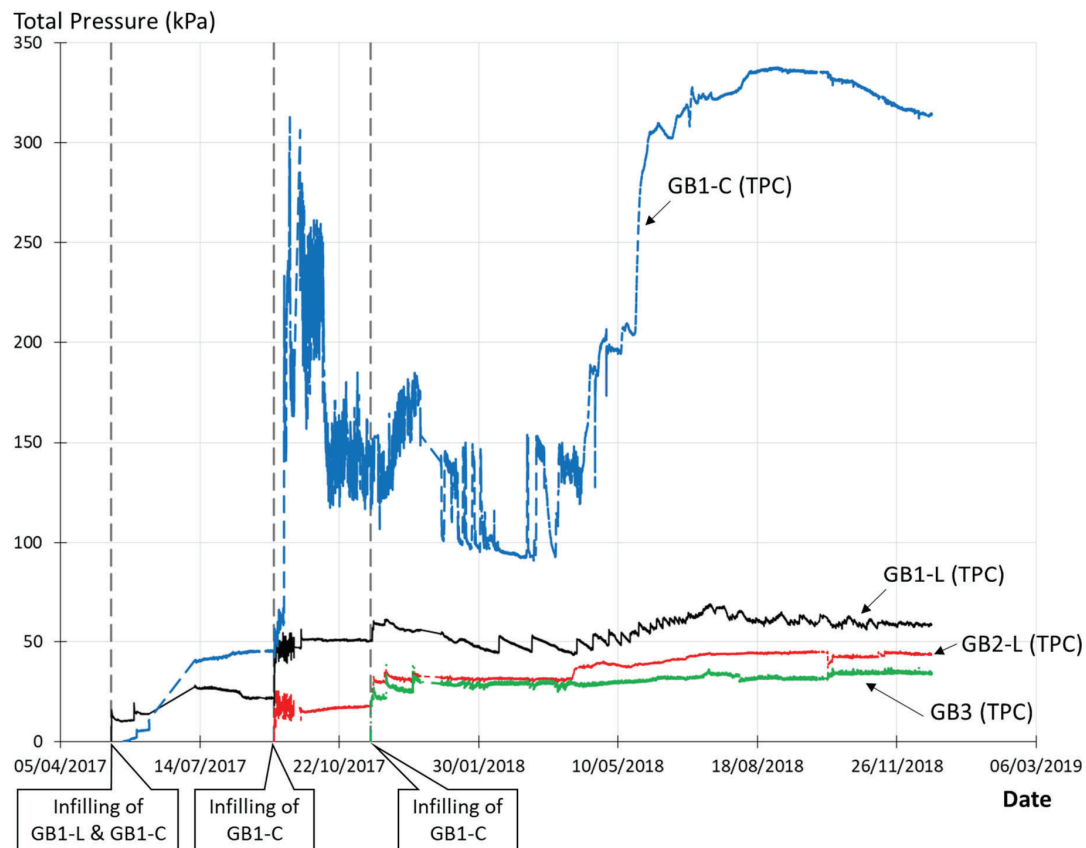 Total Pressure (kPa)
350
300
250
200
150
100
50
0
GB1-C (TPC)
GB1-L (TPC)
GB2-L (TPC)
GB3 (TPC)
05/04/2017 14/07/2017 22/10/2017 30/01/2018 10/05/2018 18/08/2018 26/11/2018 06/03/2019
Date
Infilling of
GB1-L & GB1-C
Infilling of
GB1-C
Infilling of
GB1-C